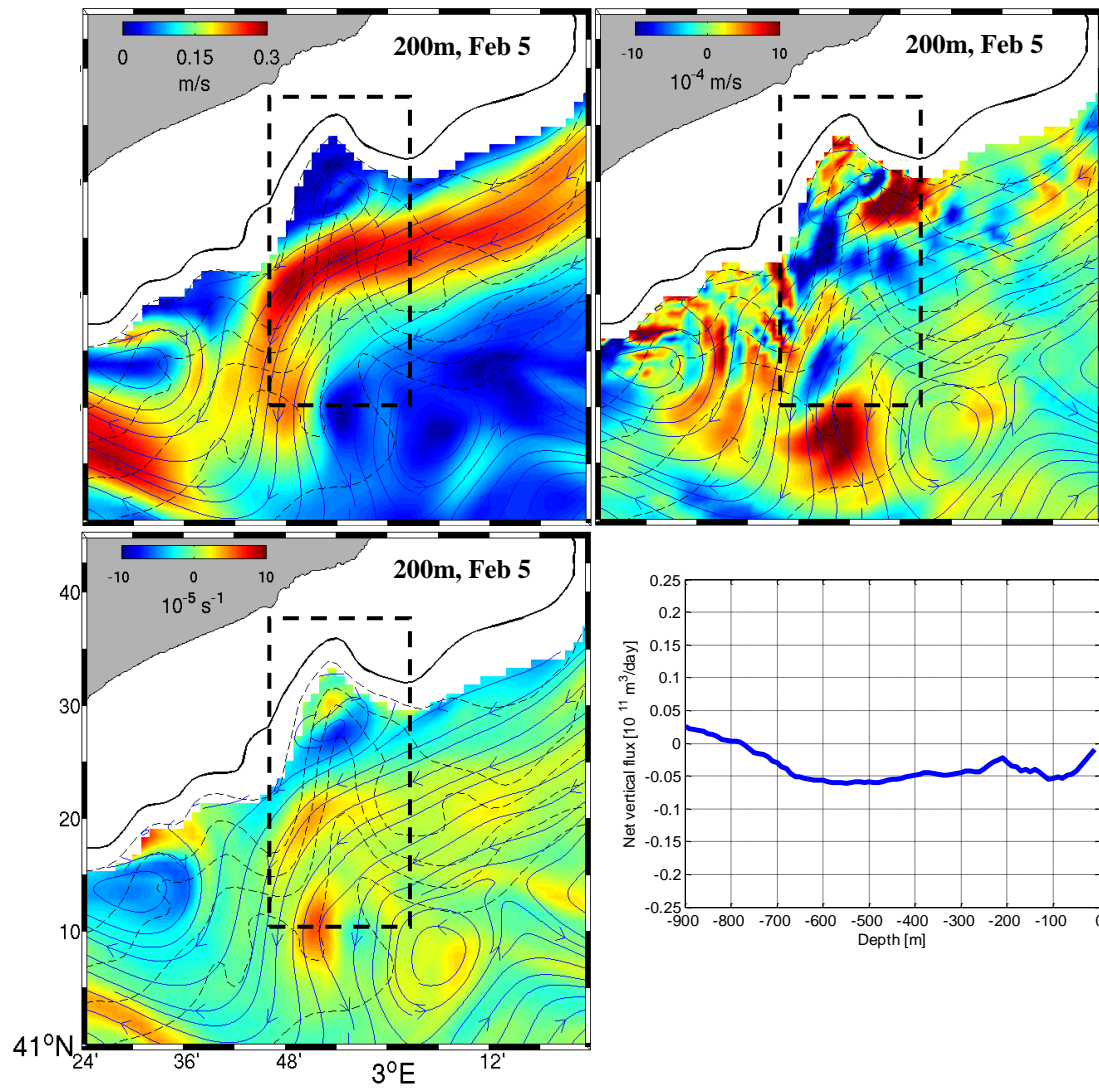 0 0.15 0.3
m/s
200m, Feb 5
-10 0 10
10⁻⁴ m/s
200m, Feb 5
-10 0 10
10⁻⁵ s⁻¹
200m, Feb 5
40
30
20
10
41°N
24' 36' 48' 3°E 12'
0.25
0.2
0.15
0.1
0.05
0
-0.05
-0.1
-0.15
-0.2
-0.25
Net vertical flux [10 ¹¹ m³/day]
-900 -800 -700 -600 -500 -400 -300 -200 -100 0
Depth [m]